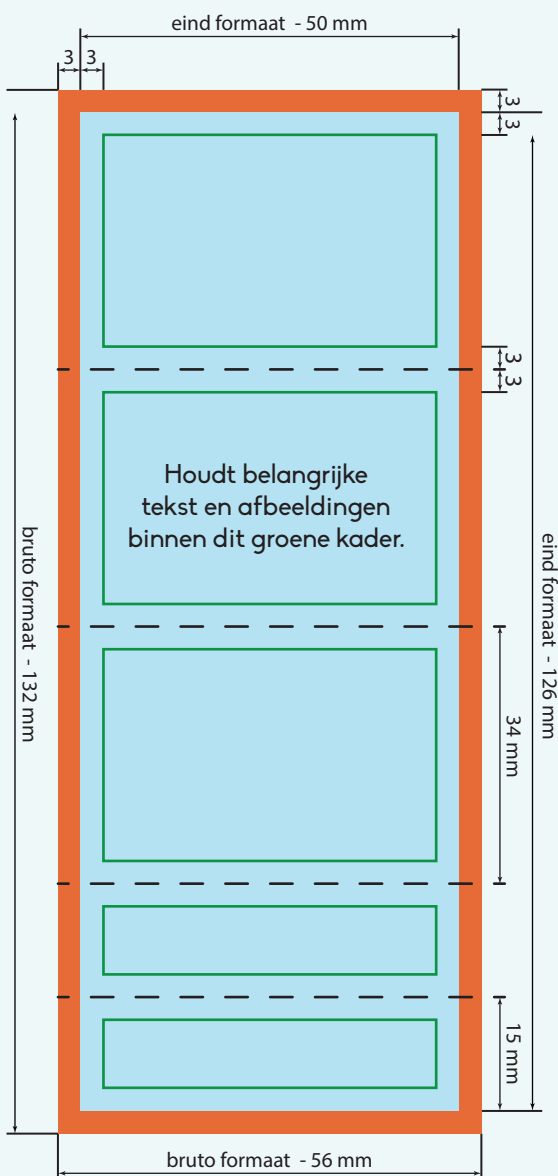 eind formaat - 50 mm
3 3
3
3
3
3
Houdt belangrijke
tekst en afbeeldingen
binnen dit groene kader.
bruto formaat - 132 mm
eind formaat - 126 mm
34 mm
15 mm
bruto formaat - 56 mm